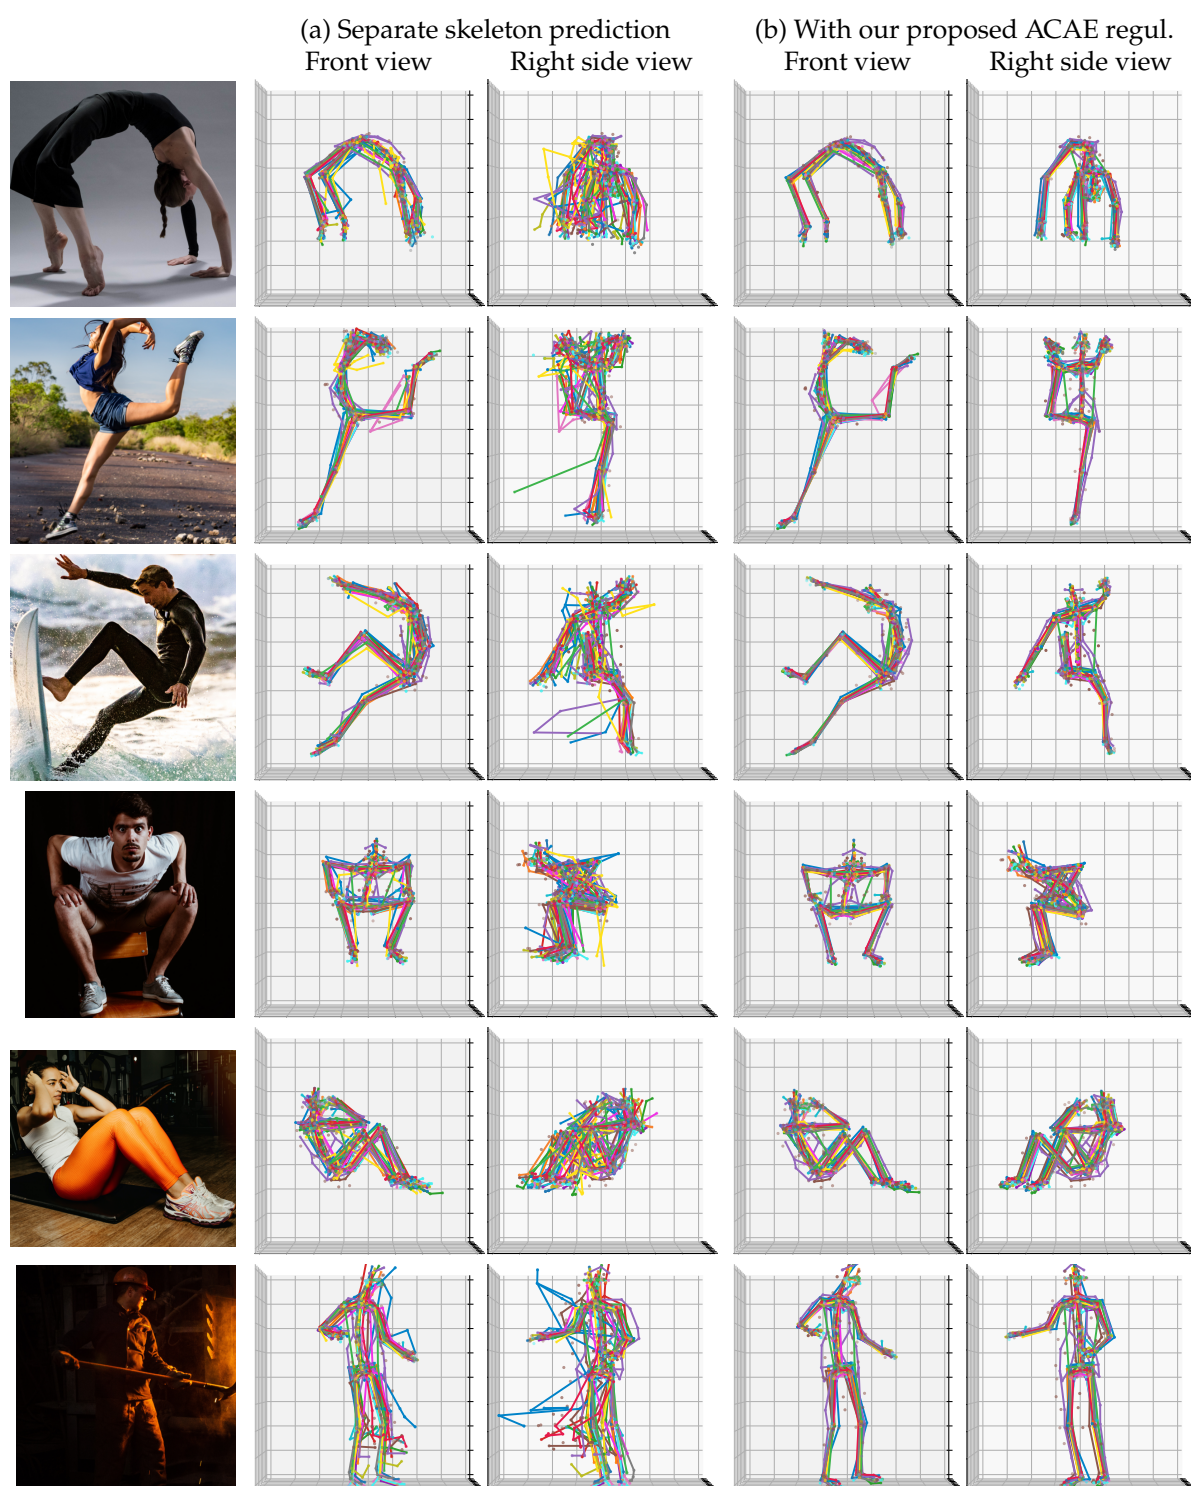 (a) Separate skeleton prediction
(b) With our proposed ACAE regul.
Front view
Right side view
Front view
Right side view